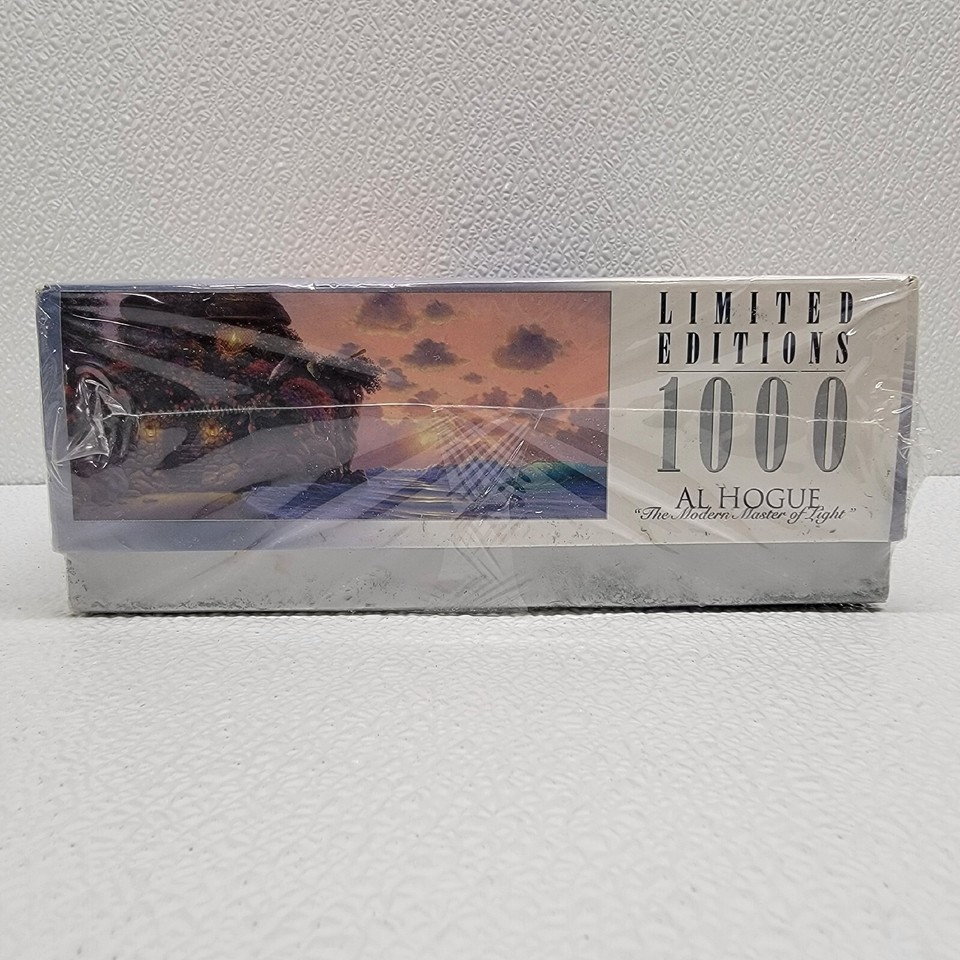 LIMITED
EDITIONS
1000
AL HOGUE
"The Modern Master of Light"